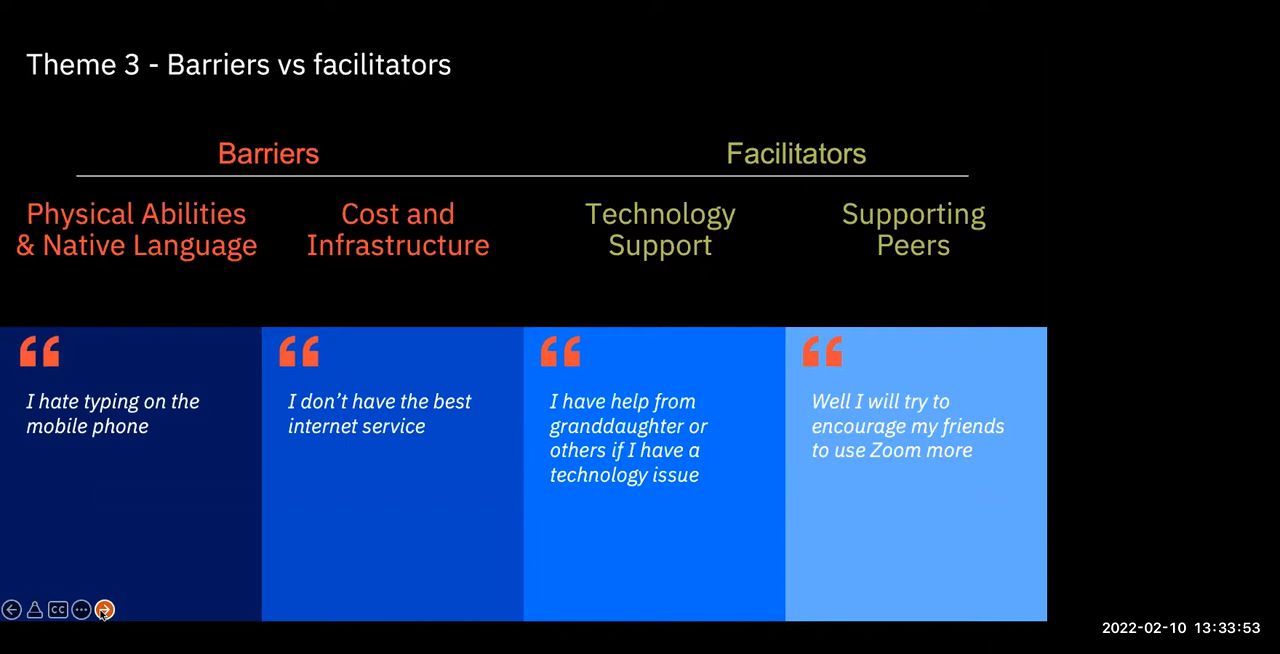 Theme 3 - Barriers vs facilitators
Barriers
Facilitators
Physical Abilities
& Native Language
Cost and
Infrastructure
Technology
Support
Supporting
Peers
“
I hate typing on the
mobile phone
“
I don’t have the best
internet service
“
I have help from
granddaughter or
others if I have a
technology issue
“
Well I will try to
encourage my friends
to use Zoom more
CC
2022-02-10 13:33:53